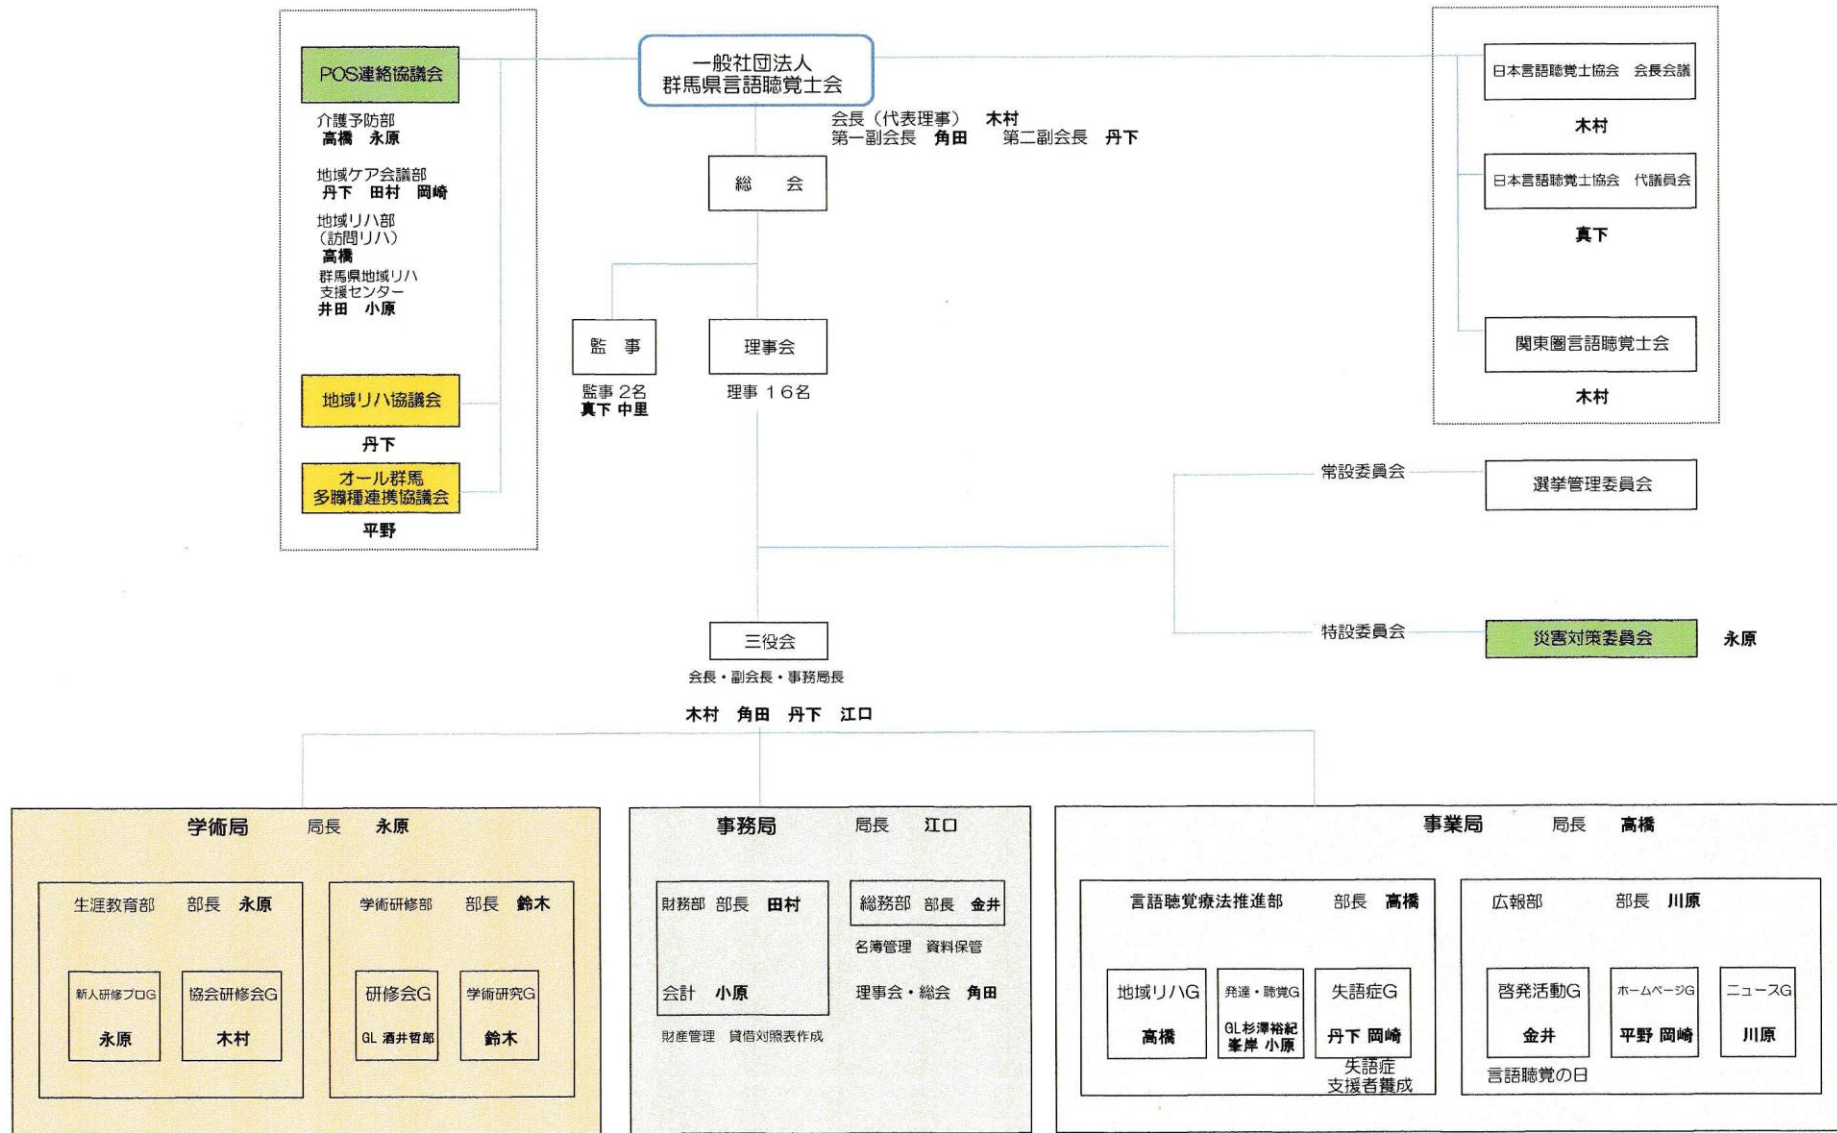 POS連絡協議会
介護予防部
高橋 永原
地域ケア会議部
丹下 田村 岡崎
地域リハ部
（訪問リハ）
高橋
群馬県地域リハ
支援センター
井田 小原
地域リハ協議会
丹下
オール群馬
多職種連携協議会
平野
一般社団法人
群馬県言語聴覚士会
会長（代表理事） 木村
第一副会長 角田 第二副会長 丹下
総 会
監 事
監事 2名
真下 中里
理事会
理事 16名
日本言語聴覚士協会 会長会議
木村
日本言語聴覚士協会 代議員会
真下
関東圏言語聴覚士会
木村
常設委員会
選挙管理委員会
特設委員会
災害対策委員会
永原
三役会
会長・副会長・事務局長
木村 角田 丹下 江口
学術局 局長 永原
生涯教育部 部長 永原
新人研修プロG
永原
協会研修会G
木村
学術研修部 部長 鈴木
研修会G
GL 酒井哲郎
学術研究G
鈴木
事務局 局長 江口
財務部 部長 田村
会計 小原
財産管理 貸借対照表作成
総務部 部長 金井
名簿管理 資料保管
理事会・総会 角田
事業局 局長 高橋
言語聴覚療法推進部 部長 高橋
地域リハG
高橋
発達・聴覚G
GL杉澤裕紀
峯岸 小原
失語症G
丹下 岡崎
失語症
支援者養成
広報部 部長 川原
啓発活動G
金井
言語聴覚の日
ホームページG
平野 岡崎
ニュースG
川原